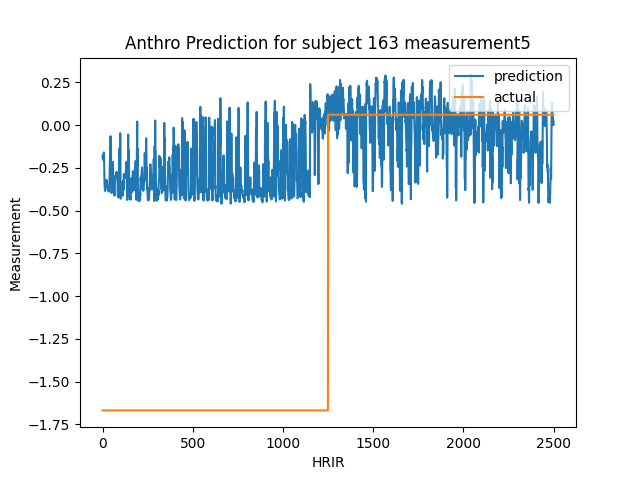 Anthro Prediction for subject 163 measurement5
prediction
actual
0.25
0.00
−0.25
−0.50
−0.75
−1.00
−1.25
−1.50
−1.75
Measurement
0 500 1000 1500 2000 2500
HRIR